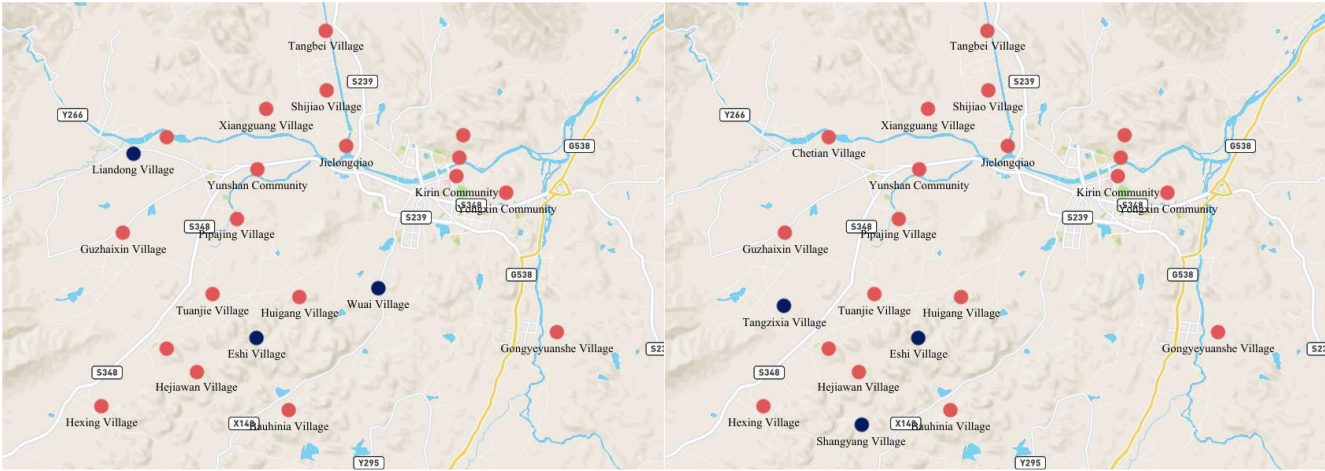 Tangbei Village
S239
Shijiao Village
Y266
Xiangguang Village
G538
Jielongqiao
Liandong Village
Yunshan Community
Kirin Community
S348
Yongxin Community
S239
S348
Pipajing Village
Guzhaixin Village
G538
Wuai Village
Tuanjie Village
Huigang Village
Gongyeyuanshe Village
Eshi Village
S23
S348
Hejiawan Village
Hexing Village
X148
Bauhinia Village
Y295
Tangbei Village
S239
Shijiao Village
Y266
Xiangguang Village
G538
Chetian Village
Jielongqiao
Yunshan Community
Kirin Community
S348
Yongxin Community
S239
S348
Pipajing Village
Guzhaixin Village
G538
Tangzixia Village
Tuanjie Village
Huigang Village
Gongyeyuanshe Village
Eshi Village
S23
S348
Hejiawan Village
Hexing Village
X148
Bauhinia Village
Shangyang Village
Y295